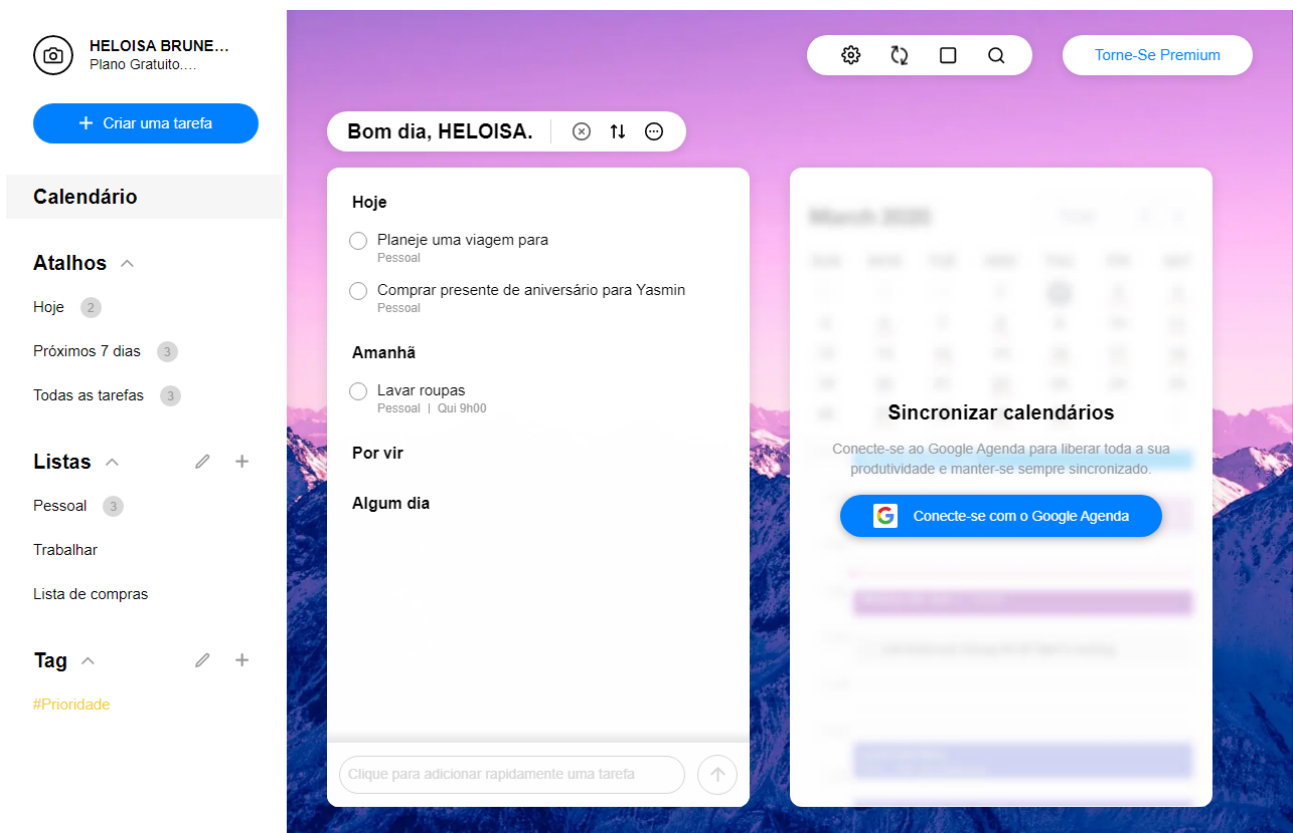 HELOISA BRUNE...
Plano Gratuito....
+ Criar uma tarefa
Calendário
Atalhos
Hoje 2
Próximos 7 dias 3
Todas as tarefas 3
Listas
Pessoal 3
Trabalhar
Lista de compras
Tag
#Prioridade
Torne-Se Premium
Bom dia, HELOISA.
Hoje
Planeje uma viagem para
Pessoal
Comprar presente de aniversário para Yasmin
Pessoal
Amanhã
Lavar roupas
Pessoal | Qui 9h00
Por vir
Algum dia
Clique para adicionar rapidamente uma tarefa
March 2020
Sincronizar calendários
Conecte-se ao Google Agenda para liberar toda a sua
produtividade e manter-se sempre sincronizado.
G Conecte-se com o Google Agenda